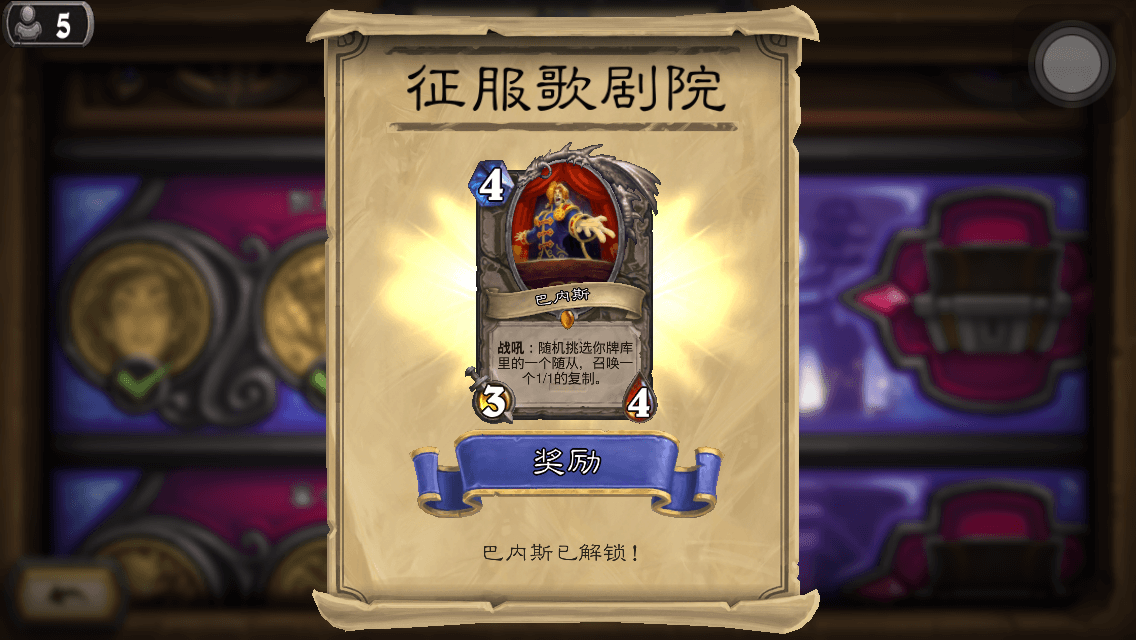 5
征服歌剧院
4
巴内斯
战吼：随机挑选你牌库
里的一个随从，召唤一
个1/1的复制。
3
4
奖励
巴内斯已解锁！